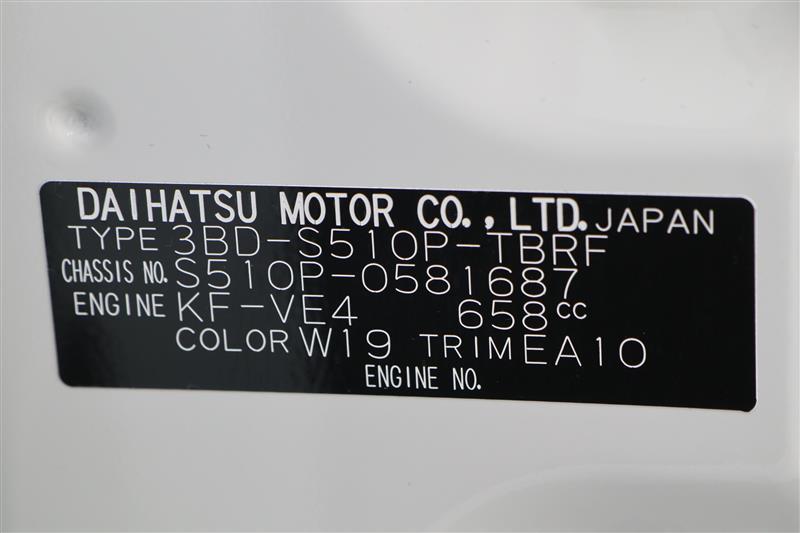 DAIHATSU MOTOR CO., LTD. JAPAN
TYPE 3BD-S510P-TBRF
CHASSIS NO. S510P-0581687
ENGINE KF-VE4 658cc
COLOR W19 TRIM EA10
ENGINE NO.